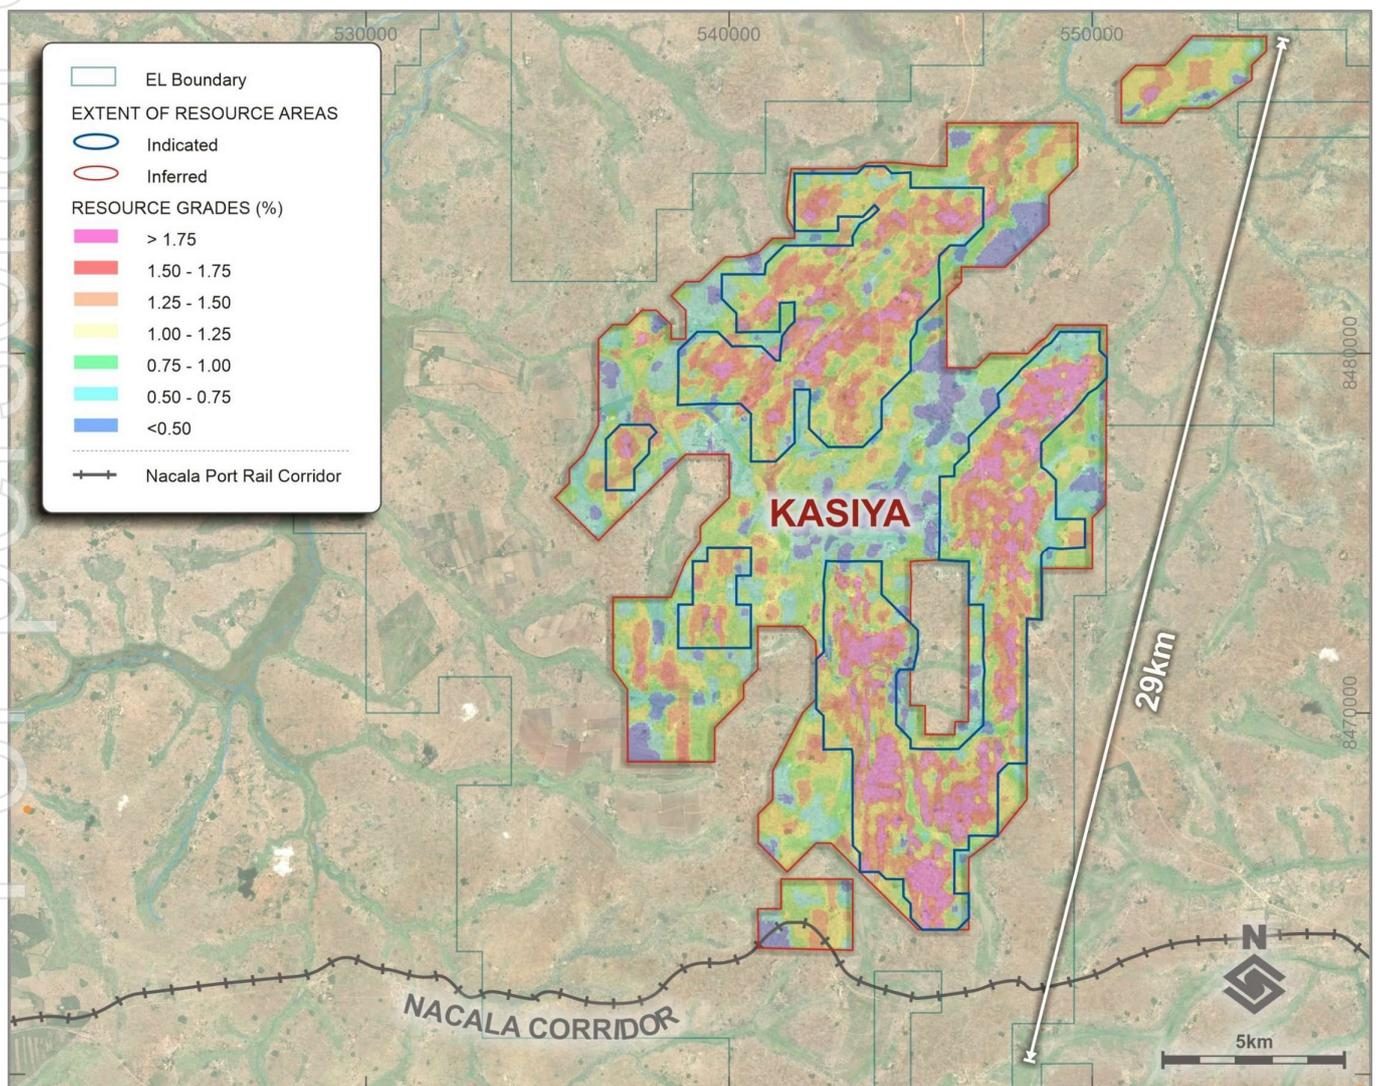 530000
540000
550000
EL Boundary
EXTENT OF RESOURCE AREAS
Indicated
Inferred
RESOURCE GRADES (%)
> 1.75
1.50 - 1.75
1.25 - 1.50
1.00 - 1.25
0.75 - 1.00
0.50 - 0.75
<0.50
Nacala Port Rail Corridor
8480000
KASIYA
29km
8470000
NACALA CORRIDOR
N
5km